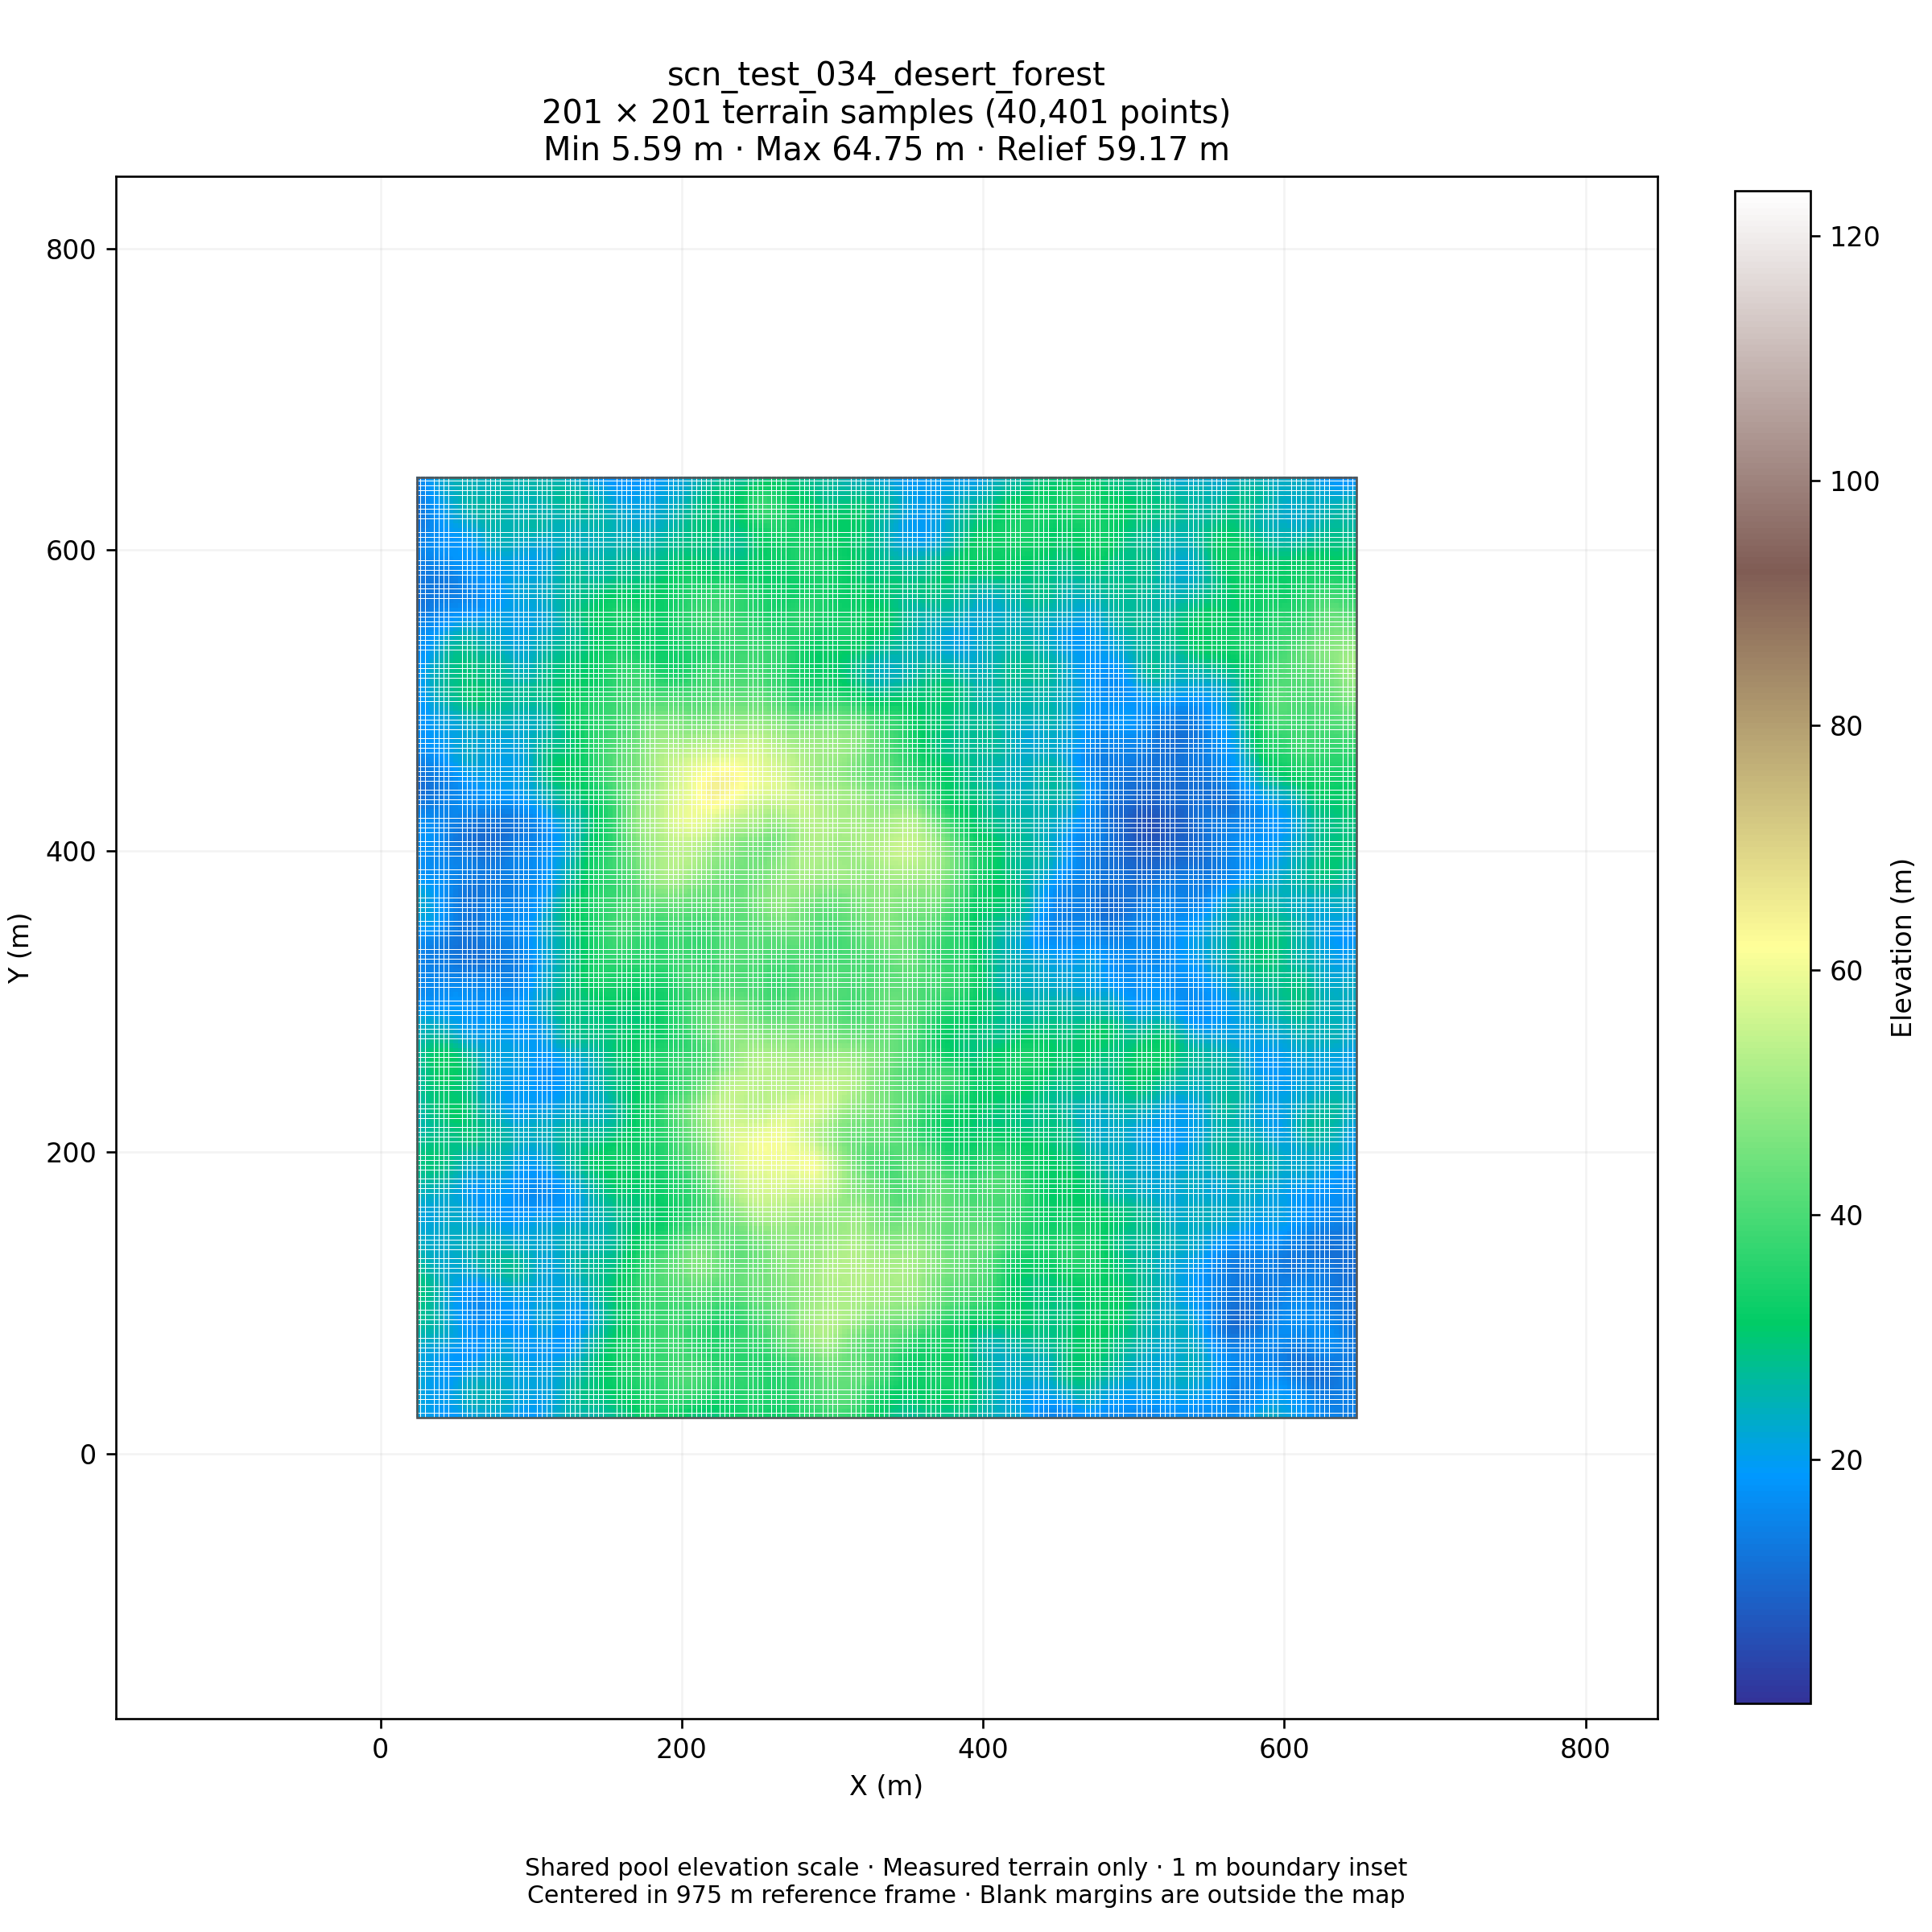 scn_test_034_desert_forest
201 × 201 terrain samples (40,401 points)
Min 5.59 m · Max 64.75 m · Relief 59.17 m
800
600
400
200
0
Y (m)
0
200
400
600
800
X (m)
120
100
80
60
40
20
Elevation (m)
Shared pool elevation scale · Measured terrain only · 1 m boundary inset
Centered in 975 m reference frame · Blank margins are outside the map